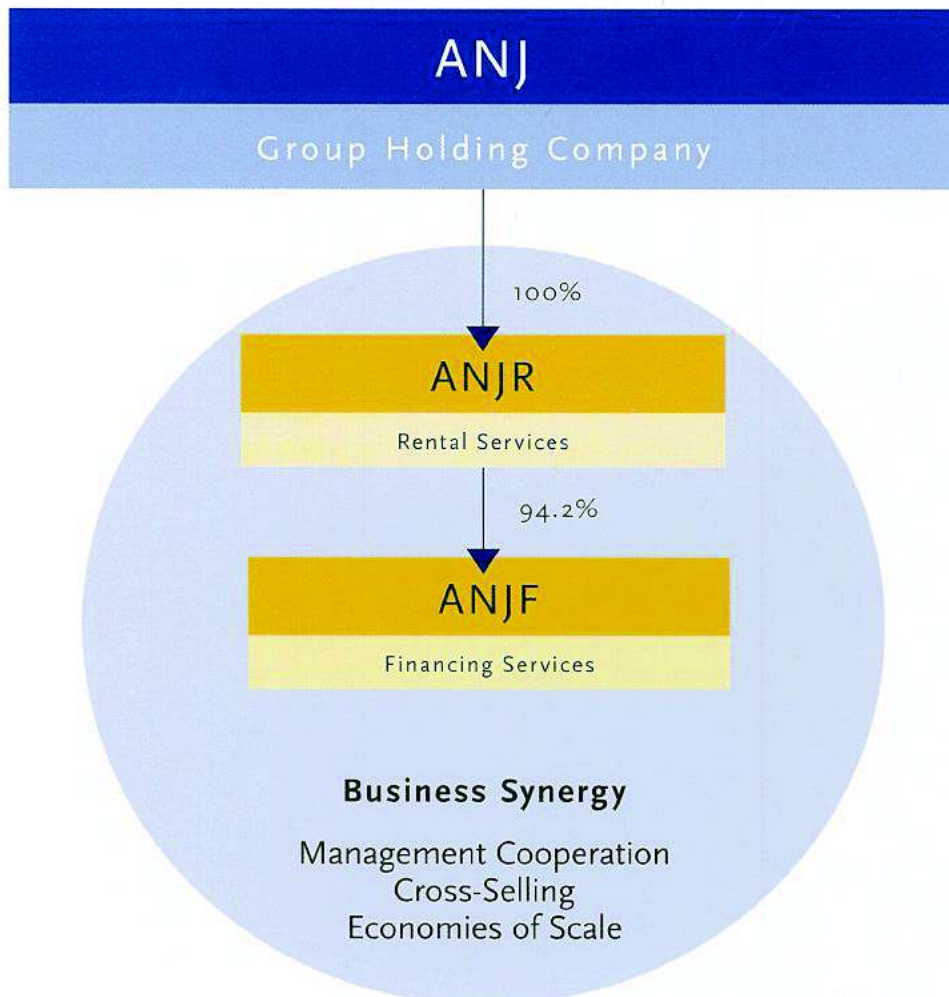 ANJ
Group Holding Company
100%
ANJR
Rental Services
94.2%
ANJF
Financing Services
Business Synergy
Management Cooperation
Cross-Selling
Economies of Scale